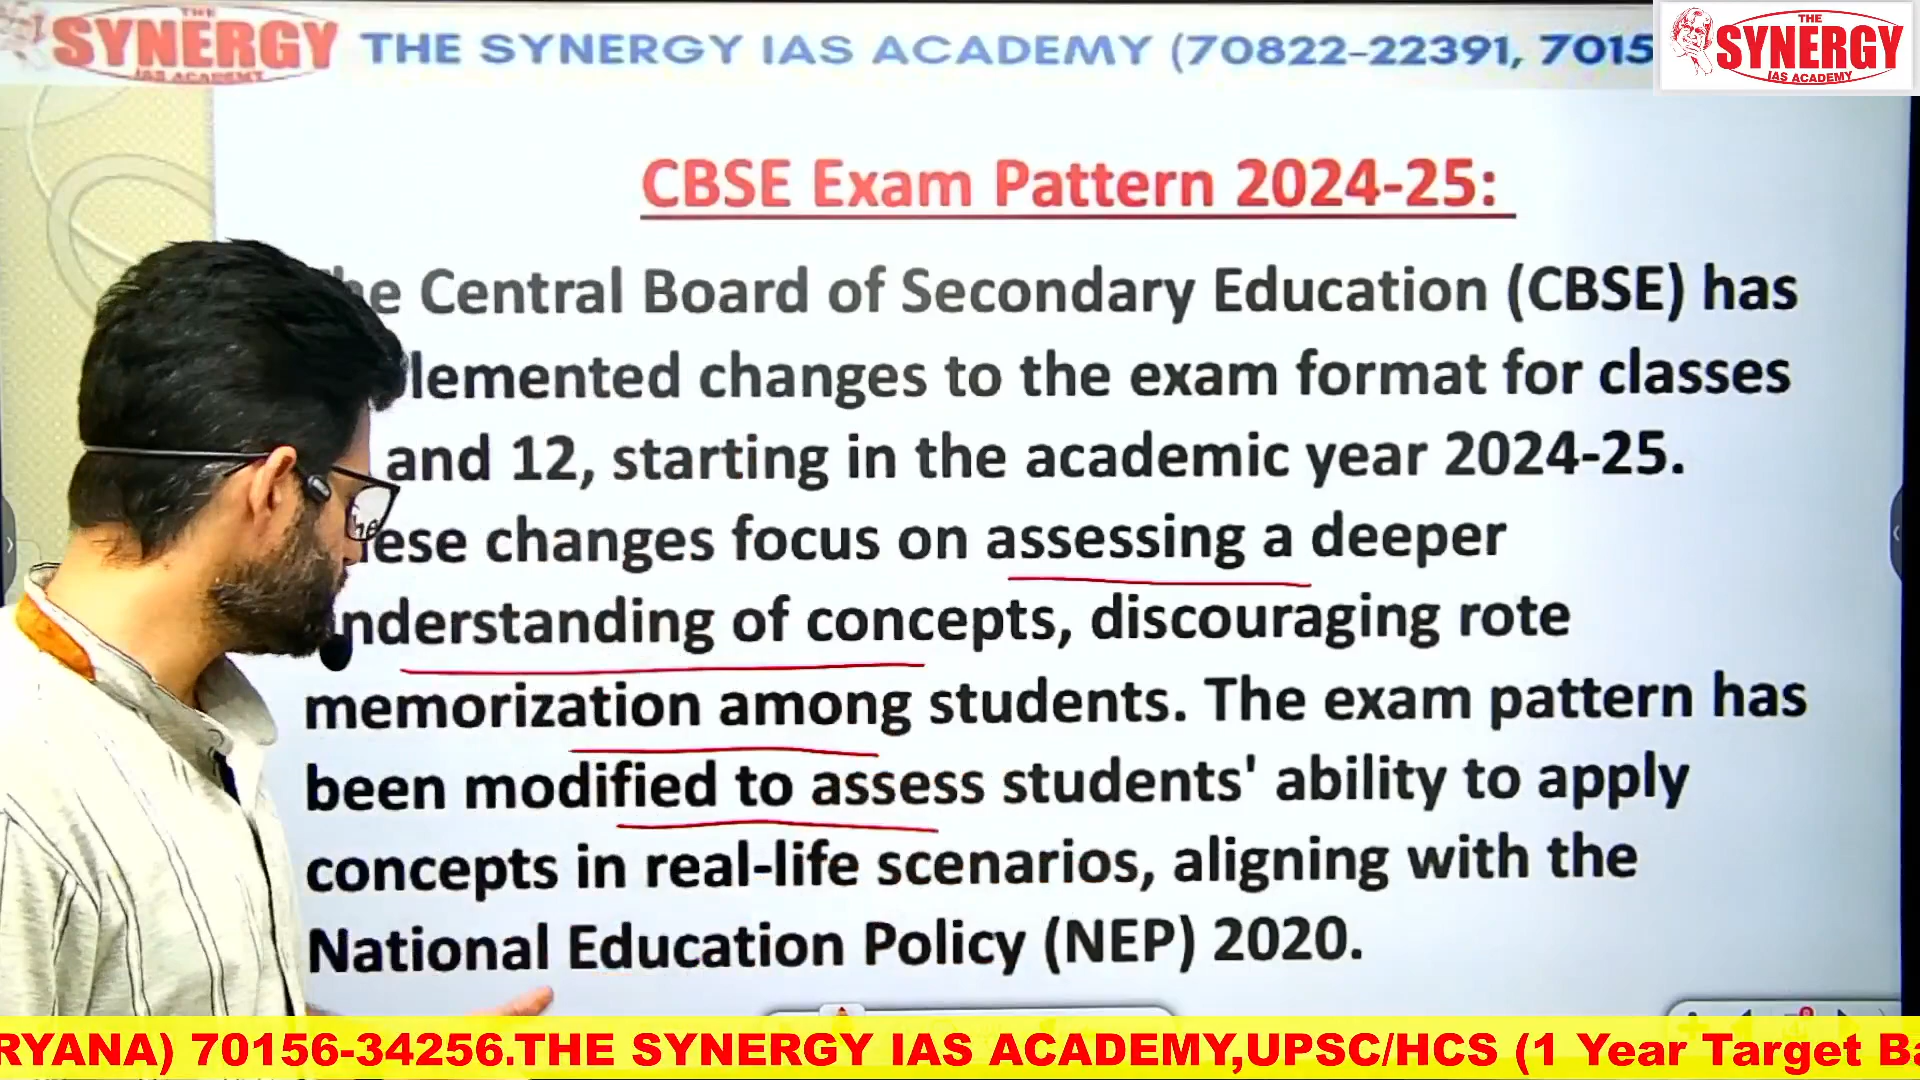 THE
SYNERGY
IAS ACADEMY
THE SYNERGY IAS ACADEMY (70822-22391, 7015
THE
SYNERGY
IAS ACADEMY
CBSE Exam Pattern 2024-25:
Central Board of Secondary Education (CBSE) has
changes to the exam format for classes
and 12, starting in the academic year 2024-25.
changes focus on assessing a deeper
understanding of concepts, discouraging rote
memorization among students. The exam pattern has
been modified to assess students' ability to apply
concepts in real-life scenarios, aligning with the
National Education Policy (NEP) 2020.
RYANA) 70156-34256.THE SYNERGY IAS ACADEMY,UPSC/HCS (1 Year Target Ba